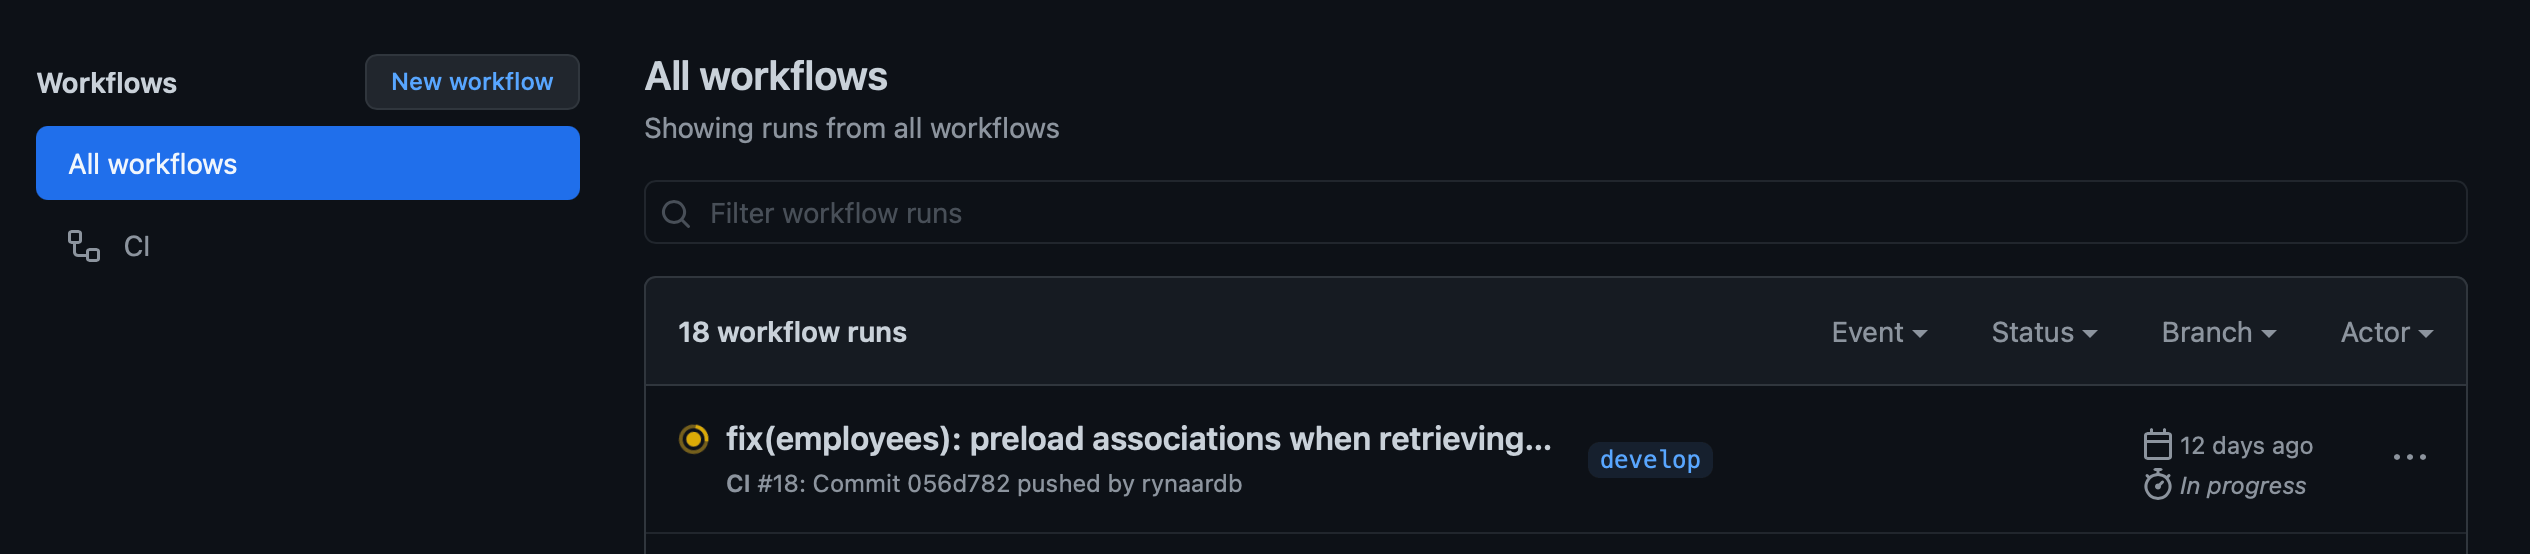 Workflows
New workflow
All workflows
CI
All workflows
Showing runs from all workflows
Filter workflow runs
18 workflow runs
Event
Status
Branch
Actor
fix(employees): preload associations when retrieving...
CI #18: Commit 056d782 pushed by rynaardb
develop
12 days ago
In progress